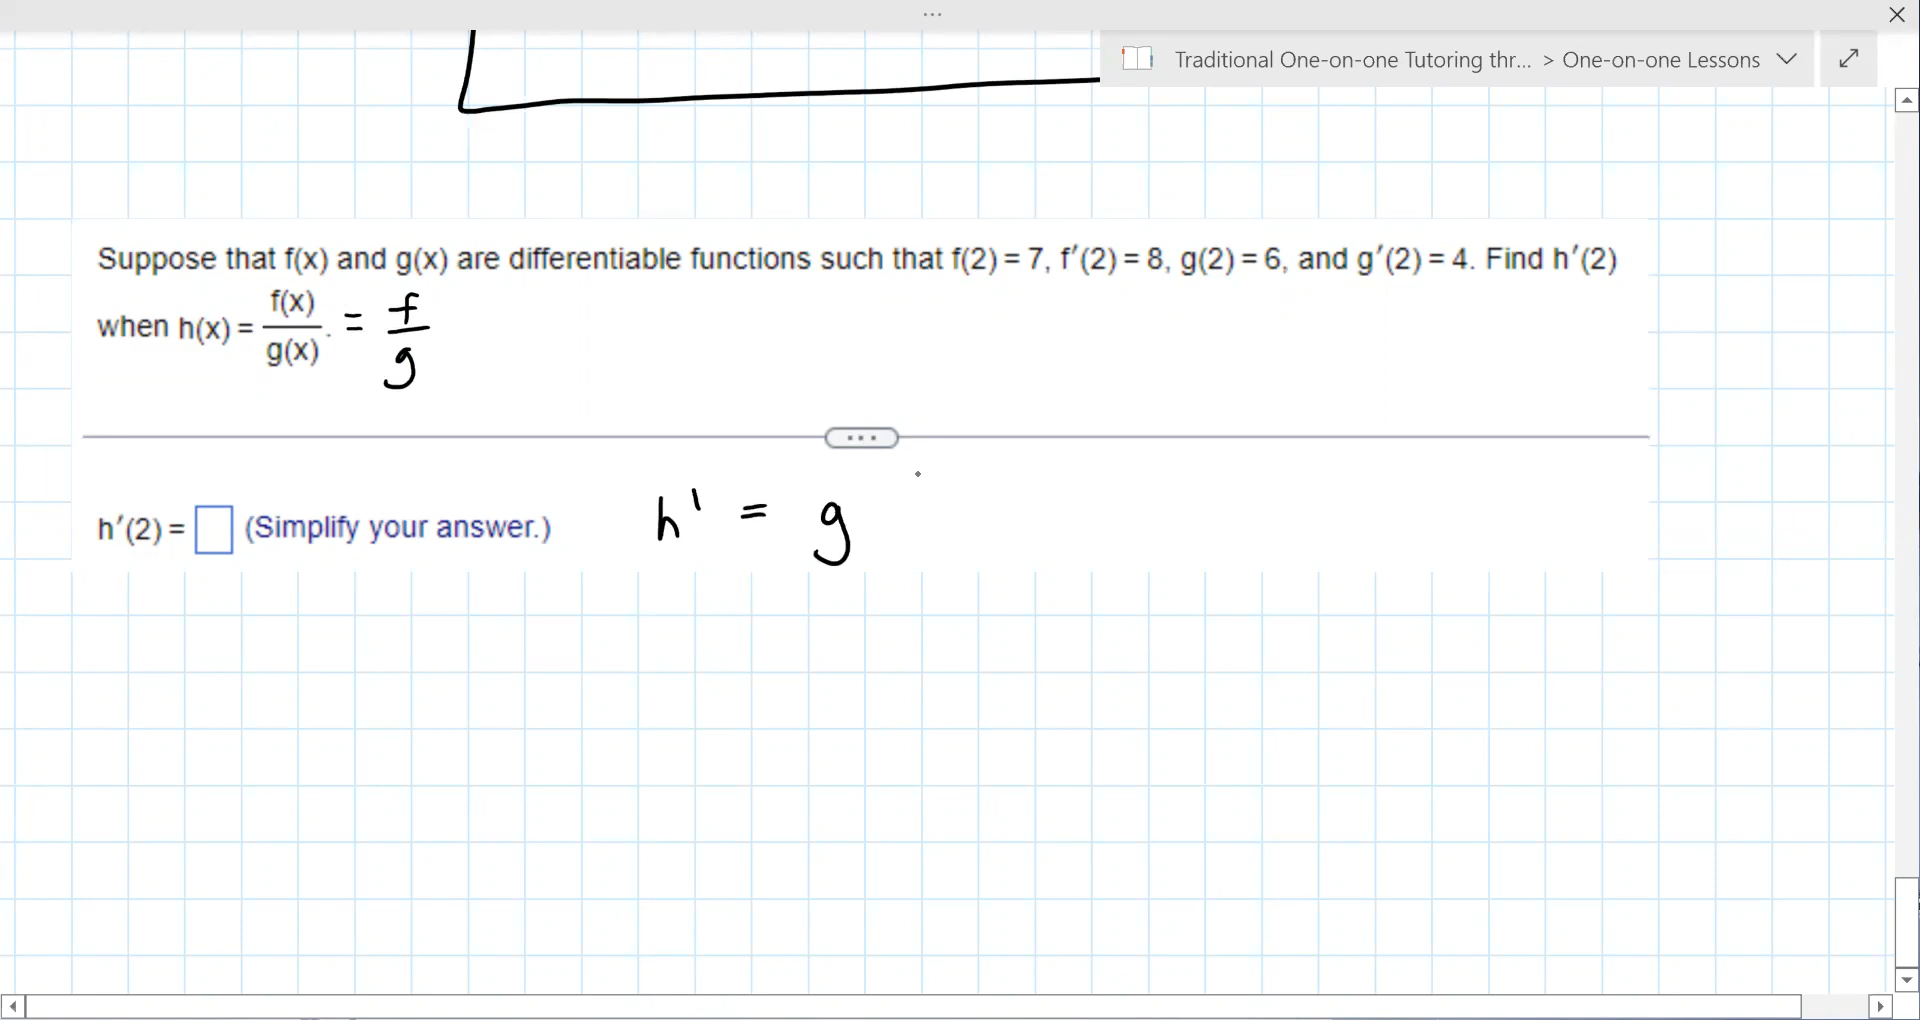 ...
Traditional One-on-one Tutoring thr... > One-on-one Lessons
Suppose that f(x) and g(x) are differentiable functions such that f(2) = 7, f′(2) = 8, g(2) = 6, and g′(2) = 4. Find h′(2)
when h(x) = f(x)/g(x). = f/g
h′(2) = (Simplify your answer.) h' = g